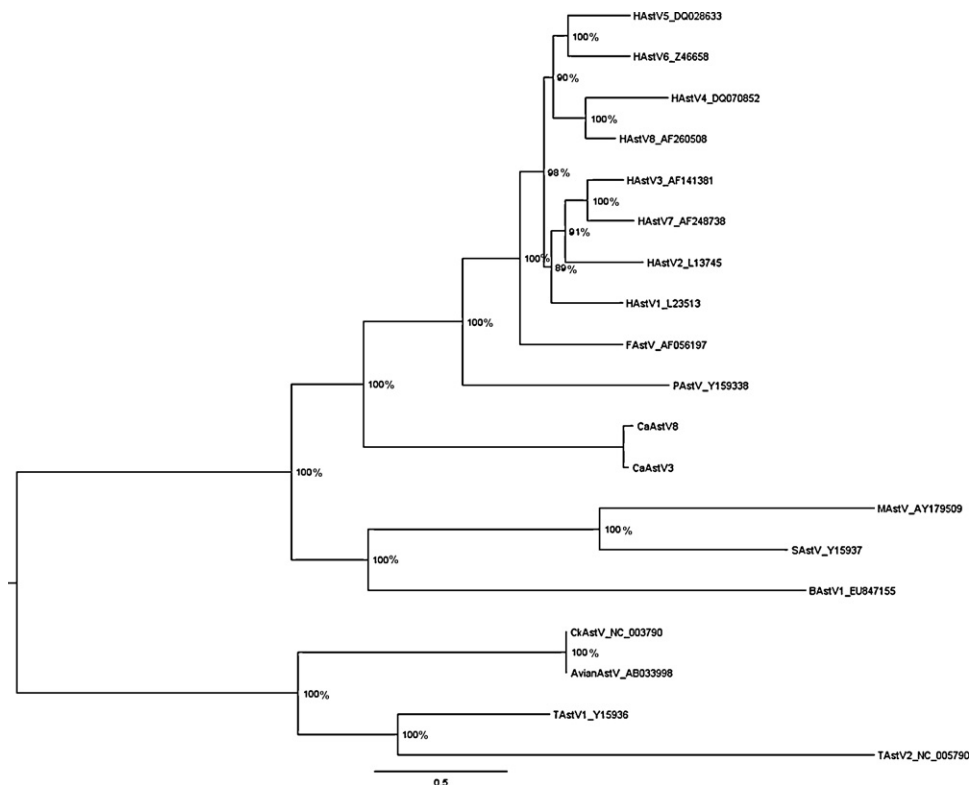 HAstV5_DQ028633
100%
HAstV6_Z46658
90%
HAstV4_DQ070852
100%
HAstV8_AF260508
98%
HAstV3_AF141381
100%
HAstV7_AF248738
91%
100%
HAstV2_L13745
89%
HAstV1_L23513
100%
FAstV_AF056197
100%
PAstV_Y159338
CaAstV8
100%
CaAstV3
MAstV_AY179509
100%
SAstV_Y15937
100%
BAstV1_EU847155
CkAstV_NC_003790
100%
AvianAstV_AB033998
100%
TAstV1_Y15936
100%
TAstV2_NC_005790
0.5